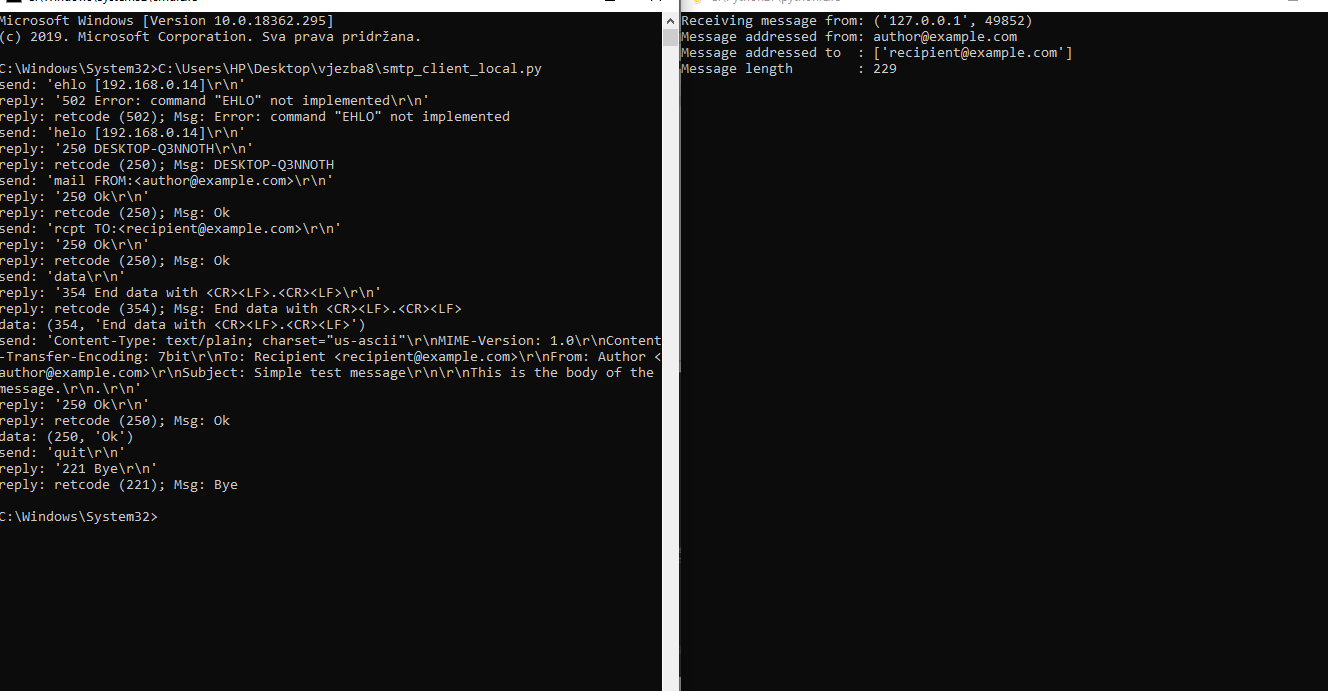 Microsoft Windows [Version 10.0.18362.295]
(c) 2019. Microsoft Corporation. Sva prava pridržana.
C:\Windows\System32>C:\Users\HP\Desktop\vjezba8\smtp_client_local.py
send: 'ehlo [192.168.0.14]\r\n'
reply: '502 Error: command "EHLO" not implemented\r\n'
reply: retcode (502); Msg: Error: command "EHLO" not implemented
send: 'helo [192.168.0.14]\r\n'
reply: '250 DESKTOP-Q3NNOTH\r\n'
reply: retcode (250); Msg: DESKTOP-Q3NNOTH
send: 'mail FROM:<author@example.com>\r\n'
reply: '250 Ok\r\n'
reply: retcode (250); Msg: Ok
send: 'rcpt TO:<recipient@example.com>\r\n'
reply: '250 Ok\r\n'
reply: retcode (250); Msg: Ok
send: 'data\r\n'
reply: '354 End data with <CR><LF>.<CR><LF>\r\n'
reply: retcode (354); Msg: End data with <CR><LF>.<CR><LF>
data: (354, 'End data with <CR><LF>.<CR><LF>')
send: 'Content-Type: text/plain; charset="us-ascii"\r\nMIME-Version: 1.0\r\nContent
-Transfer-Encoding: 7bit\r\nTo: Recipient <recipient@example.com>\r\nFrom: Author <
author@example.com>\r\nSubject: Simple test message\r\n\r\nThis is the body of the
message.\r\n.\r\n'
reply: '250 Ok\r\n'
reply: retcode (250); Msg: Ok
data: (250, 'Ok')
send: 'quit\r\n'
reply: '221 Bye\r\n'
reply: retcode (221); Msg: Bye
C:\Windows\System32>
Receiving message from: ('127.0.0.1', 49852)
Message addressed from: author@example.com
Message addressed to  : ['recipient@example.com']
Message length        : 229